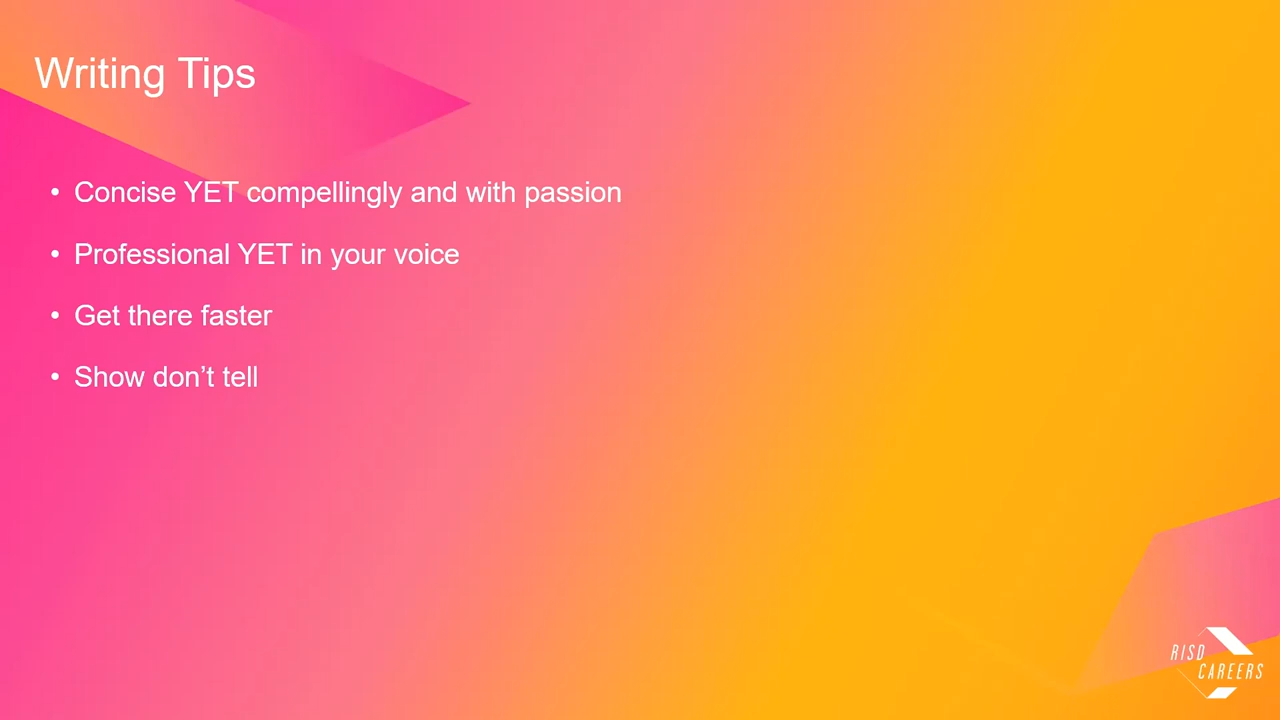 Writing Tips
• Concise YET compellingly and with passion
• Professional YET in your voice
• Get there faster
• Show don’t tell
RISD
CAREERS